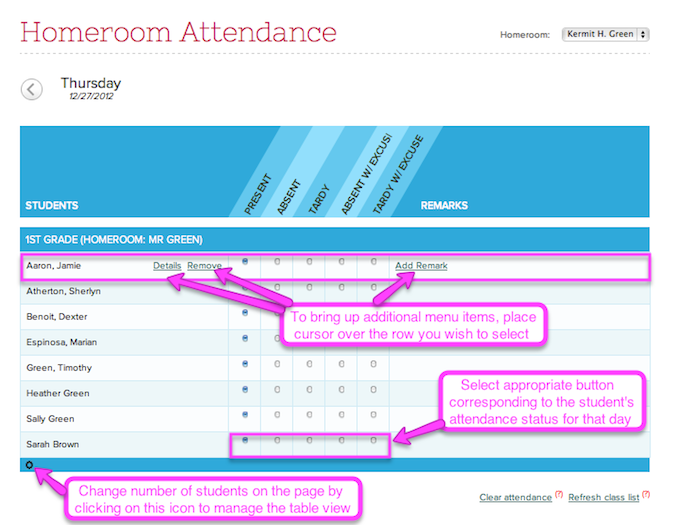 Homeroom Attendance
Homeroom: Kermit H. Green
Thursday
12/27/2012
STUDENTS PRESENT ABSENT TARDY ABSENT W/ EXCUS TARDY W/ EXCUSE REMARKS
1ST GRADE (HOMEROOM: MR GREEN)
Aaron, Jamie Details Remove Add Remark
Atherton, Sherlyn
Benoit, Dexter
To bring up additional menu items, place
cursor over the row you wish to select
Espinosa, Marian
Green, Timothy
Heather Green
Select appropriate button
corresponding to the student's
attendance status for that day
Sally Green
Sarah Brown
Change number of students on the page by
clicking on this icon to manage the table view
Clear attendance (?) Refresh class list (?)